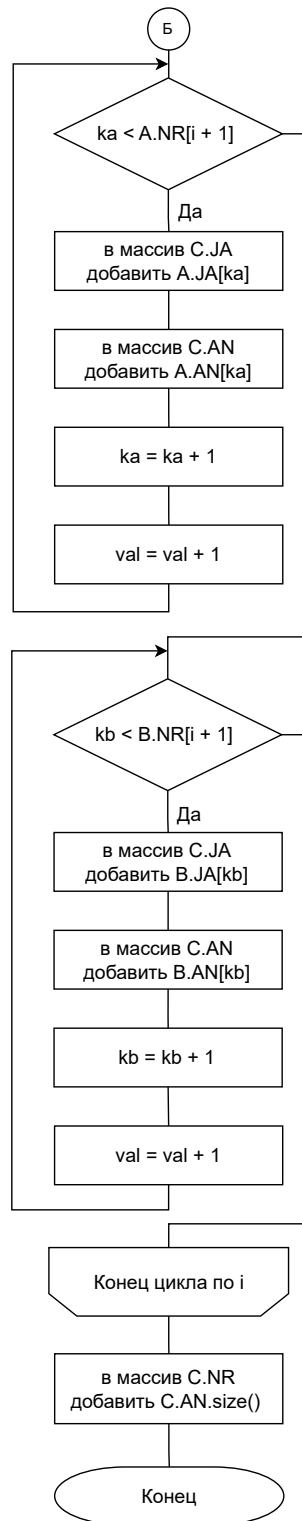 Б
ka < A.NR[i + 1]
Да
в массив C.JA
добавить A.JA[ka]
в массив C.AN
добавить A.AN[ka]
ka = ka + 1
val = val + 1
kb < B.NR[i + 1]
Да
в массив C.JA
добавить B.JA[kb]
в массив C.AN
добавить B.AN[kb]
kb = kb + 1
val = val + 1
Конец цикла по i
в массив C.NR
добавить C.AN.size()
Конец